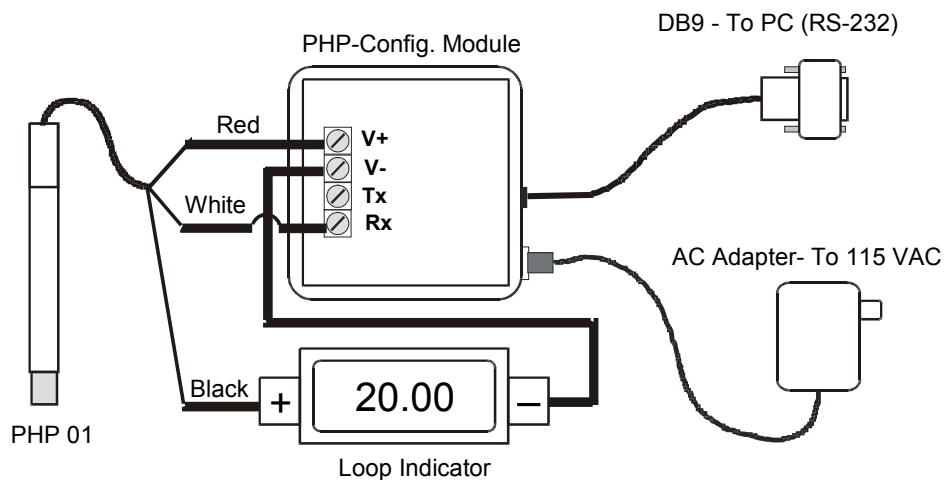 DB9 - To PC (RS-232)
PHP-Config. Module
Red
V+
V-
Tx
White
Rx
AC Adapter- To 115 VAC
Black
+
20.00
–
PHP 01
Loop Indicator